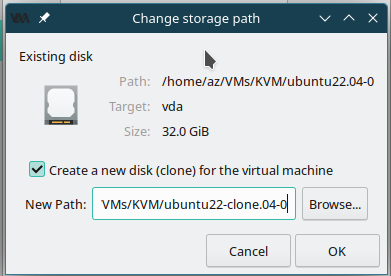 Change storage path
Existing disk
Path: /home/az/VMs/KVM/ubuntu22.04-0
Target: vda
Size: 32.0 GiB
Create a new disk (clone) for the virtual machine
New Path: VMs/KVM/ubuntu22-clone.04-0 Browse...
Cancel OK